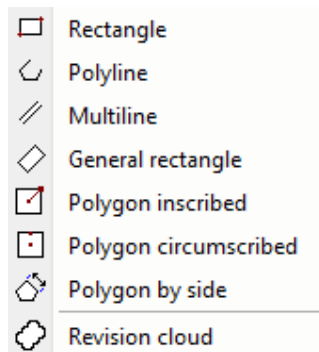 Rectangle
Polyline
Multiline
General rectangle
Polygon inscribed
Polygon circumscribed
Polygon by side
Revision cloud